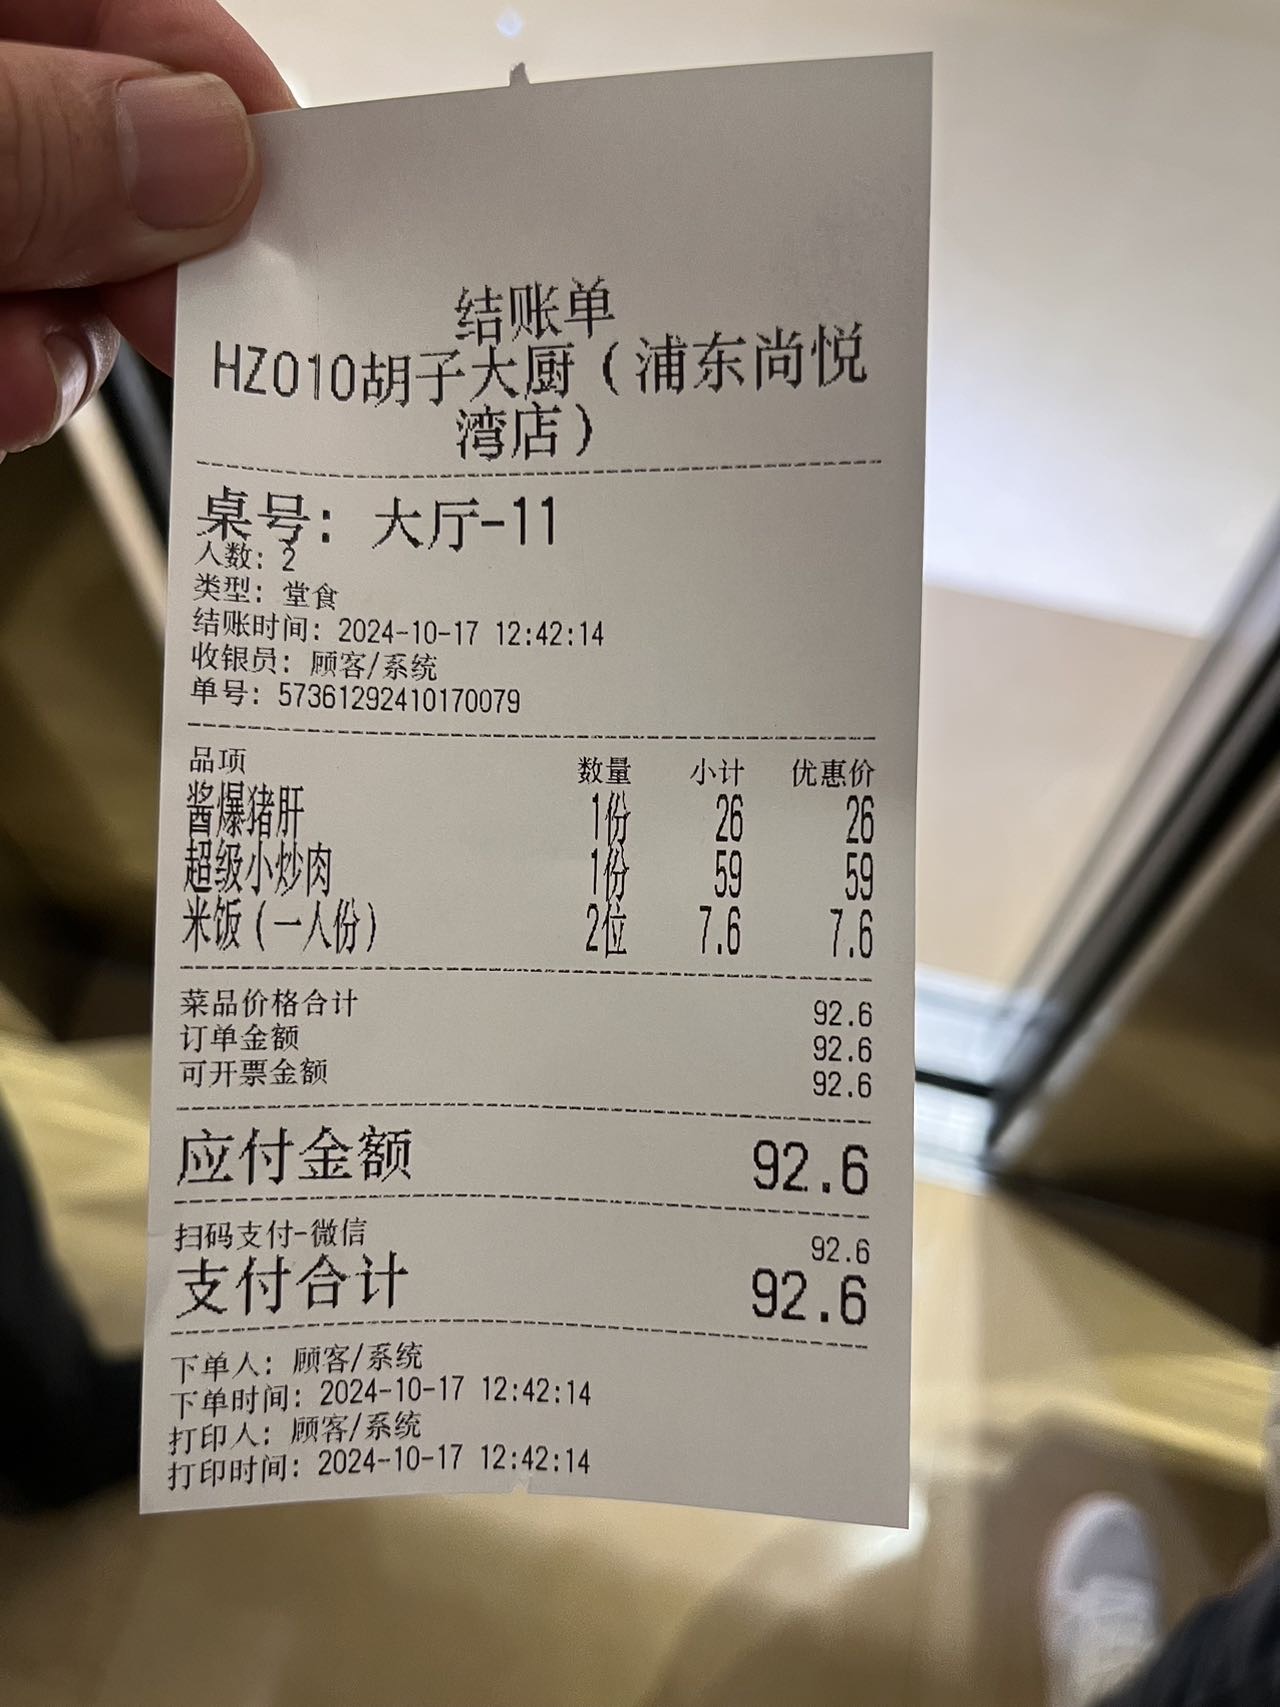 结账单
HZ010胡子大厨（浦东尚悦
湾店）
桌号：大厅-11
人数：2
类型：堂食
结账时间：2024-10-17 12:42:14
收银员：顾客/系统
单号：57361292410170079
品项 数量 小计 优惠价
酱爆猪肝 1份 26 26
超级小炒肉 1份 59 59
米饭（一人份） 2位 7.6 7.6
菜品价格合计 92.6
订单金额 92.6
可开票金额 92.6
应付金额 92.6
扫码支付-微信 92.6
支付合计 92.6
下单人：顾客/系统
下单时间：2024-10-17 12:42:14
打印人：顾客/系统
打印时间：2024-10-17 12:42:14